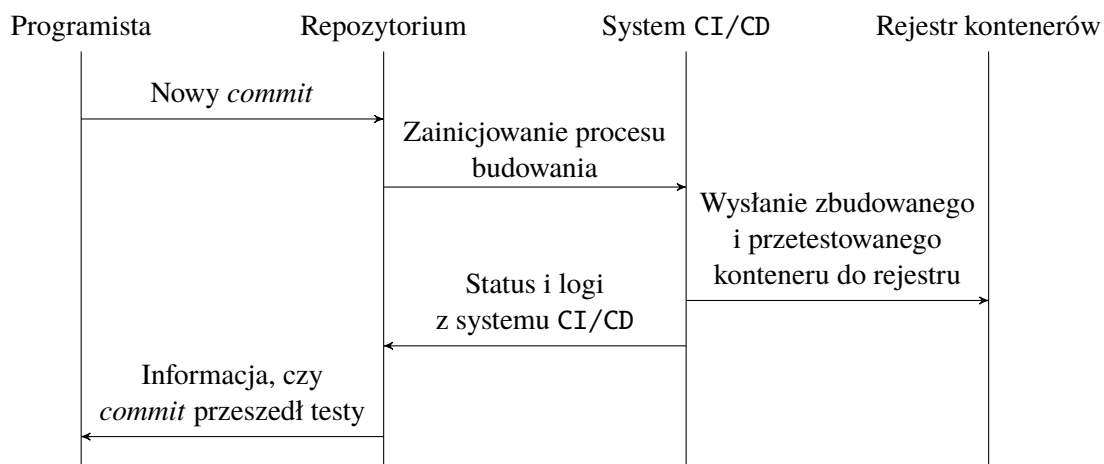 Programista
Repozytorium
System CI/CD
Rejestr kontenerów
Nowy commit
Zainicjowanie procesu
budowania
Wysłanie zbudowanego
i przetestowanego
konteneru do rejestru
Status i logi
z systemu CI/CD
Informacja, czy
commit przeszedł testy